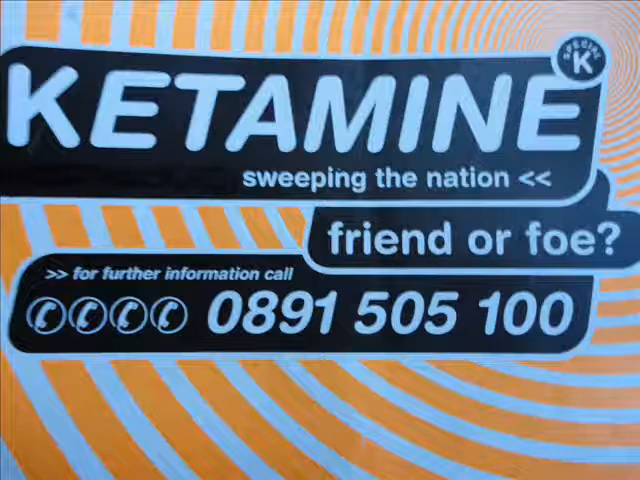 SPECIAL
K
KETAMINE
sweeping the nation <<
friend or foe?
>> for further information call
0891 505 100